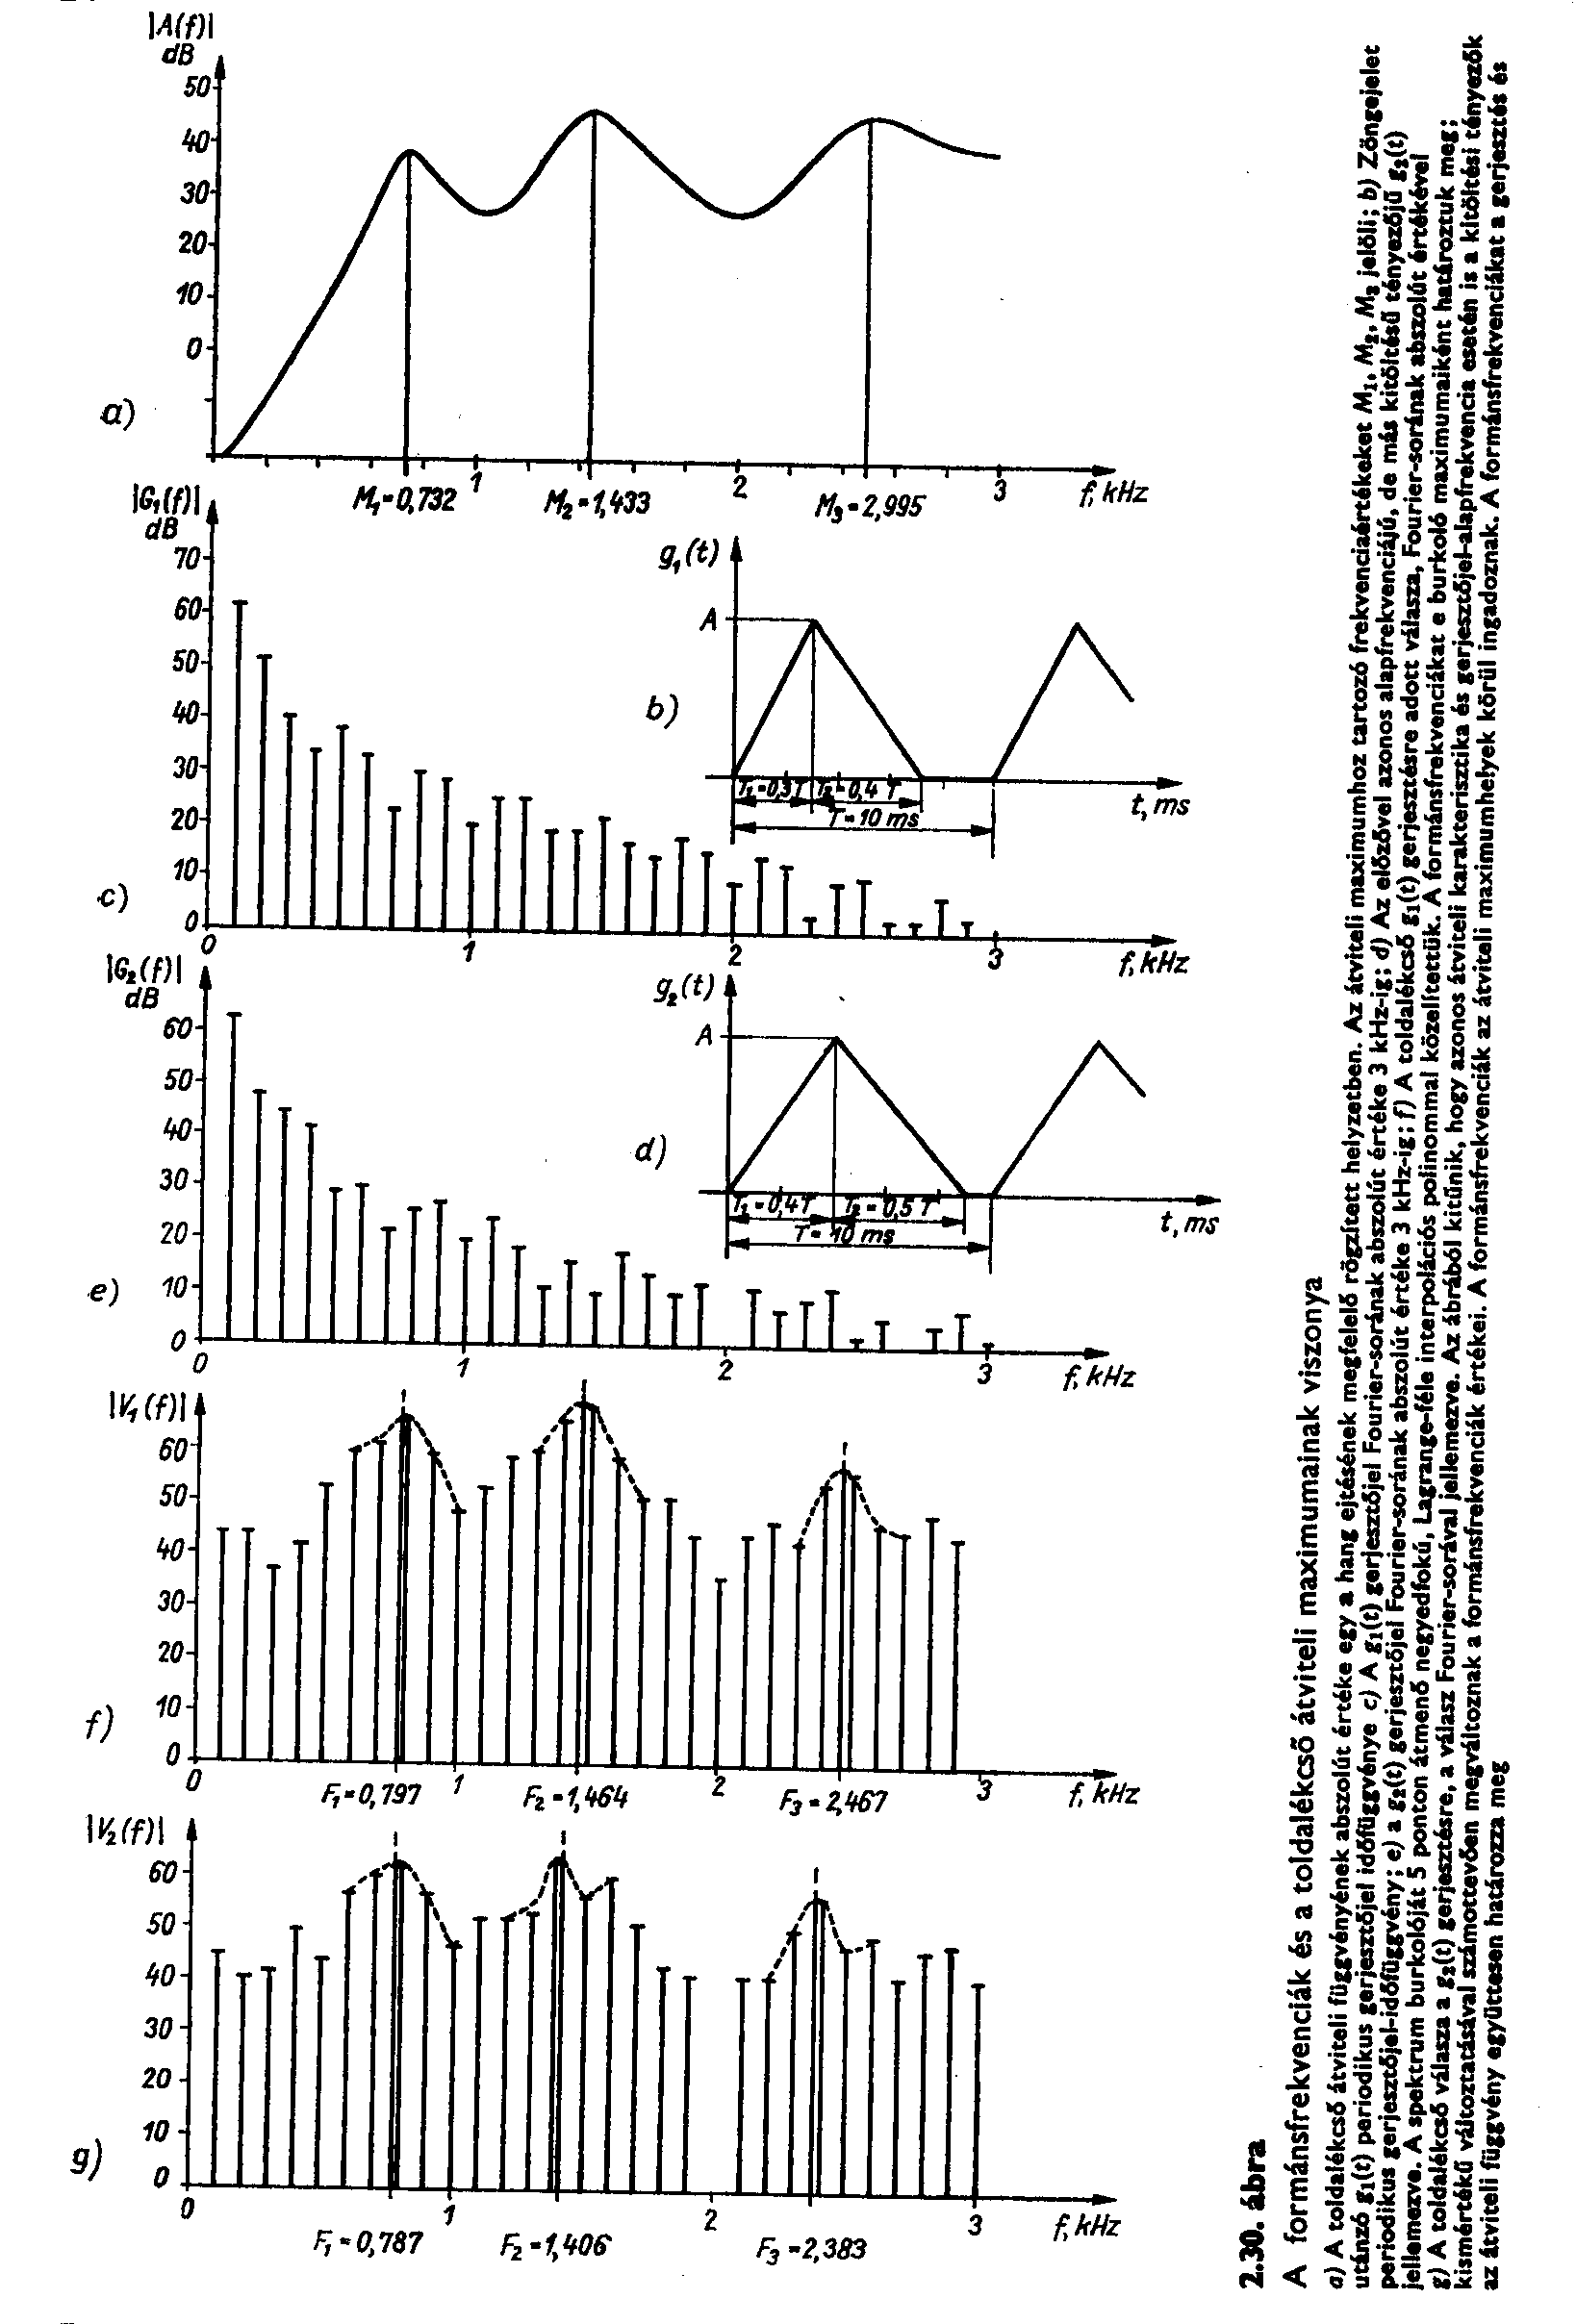 |A(f)|
dB
50
40
30
20
10
0
a)
1
2
3
f, kHz
M₁=0,732
M₂=1,433
M₃=2,995
|G₁(f)|
dB
70
60
50
40
30
20
10
0
c)
0
1
2
3
f, kHz
g₁(t)
A
b)
T₁=0,3T
T₂=0,4 T
T=10 ms
t, ms
|G₂(f)|
dB
60
50
40
30
20
10
0
e)
0
1
2
3
f, kHz
g₂(t)
A
d)
T₁=0,4T
T₂=0,5 T
T=10 ms
t, ms
|V₁(f)|
60
50
40
30
20
10
0
f)
0
1
2
3
f, kHz
F₁=0,797
F₂=1,464
F₃=2,467
|V₂(f)|
60
50
40
30
20
10
0
g)
0
1
2
3
f, kHz
F₁=0,787
F₂=1,406
F₃=2,383
2.30. ábra
A formánsfrekvenciák és a toldalékcső átviteli maximumainak viszonya
a) A toldalékcső átviteli függvényének abszolút értéke egy a hang ejtésének megfelelő rögzített helyzetben. Az átviteli maximumhoz tartozó frekvenciaértékeket M₁, M₂, M₃ jelöli; b) Zöngejelet
utánzó g₁(t) periodikus gerjesztőjel időfüggvénye c) A g₁(t) gerjesztőjel Fourier-sorának abszolút értéke 3 kHz-ig; d) Az előzővel azonos alapfrekvenciájú, de más kitöltésű tényezőjű g₂(t)
periodikus gerjesztőjel-időfüggvény; e) a g₂(t) gerjesztőjel Fourier-sorának abszolút értéke 3 kHz-ig; f) A toldalékcső g₁(t) gerjesztésre adott válasza, Fourier-sorának abszolút értékével
jellemezve. A spektrum burkolóját 5 ponton átmenő negyedfokú, Lagrange-féle interpolációs polinommal közelítettük. A formánsfrekvenciákat e burkoló maximumaiként határoztuk meg;
g) A toldalékcső válasza a g₂(t) gerjesztésre, a válasz Fourier-sorával jellemezve. Az ábrából kitűnik, hogy azonos átviteli karakterisztika és gerjesztőjel-alapfrekvencia esetén is a kitöltési tényezők
kismértékű változtatásával számottevően megváltoznak a formánsfrekvenciák értékei. A formánsfrekvenciák az átviteli maximumhelyek körül ingadoznak. A formánsfrekvenciákat a gerjesztés és
az átviteli függvény együttesen határozza meg